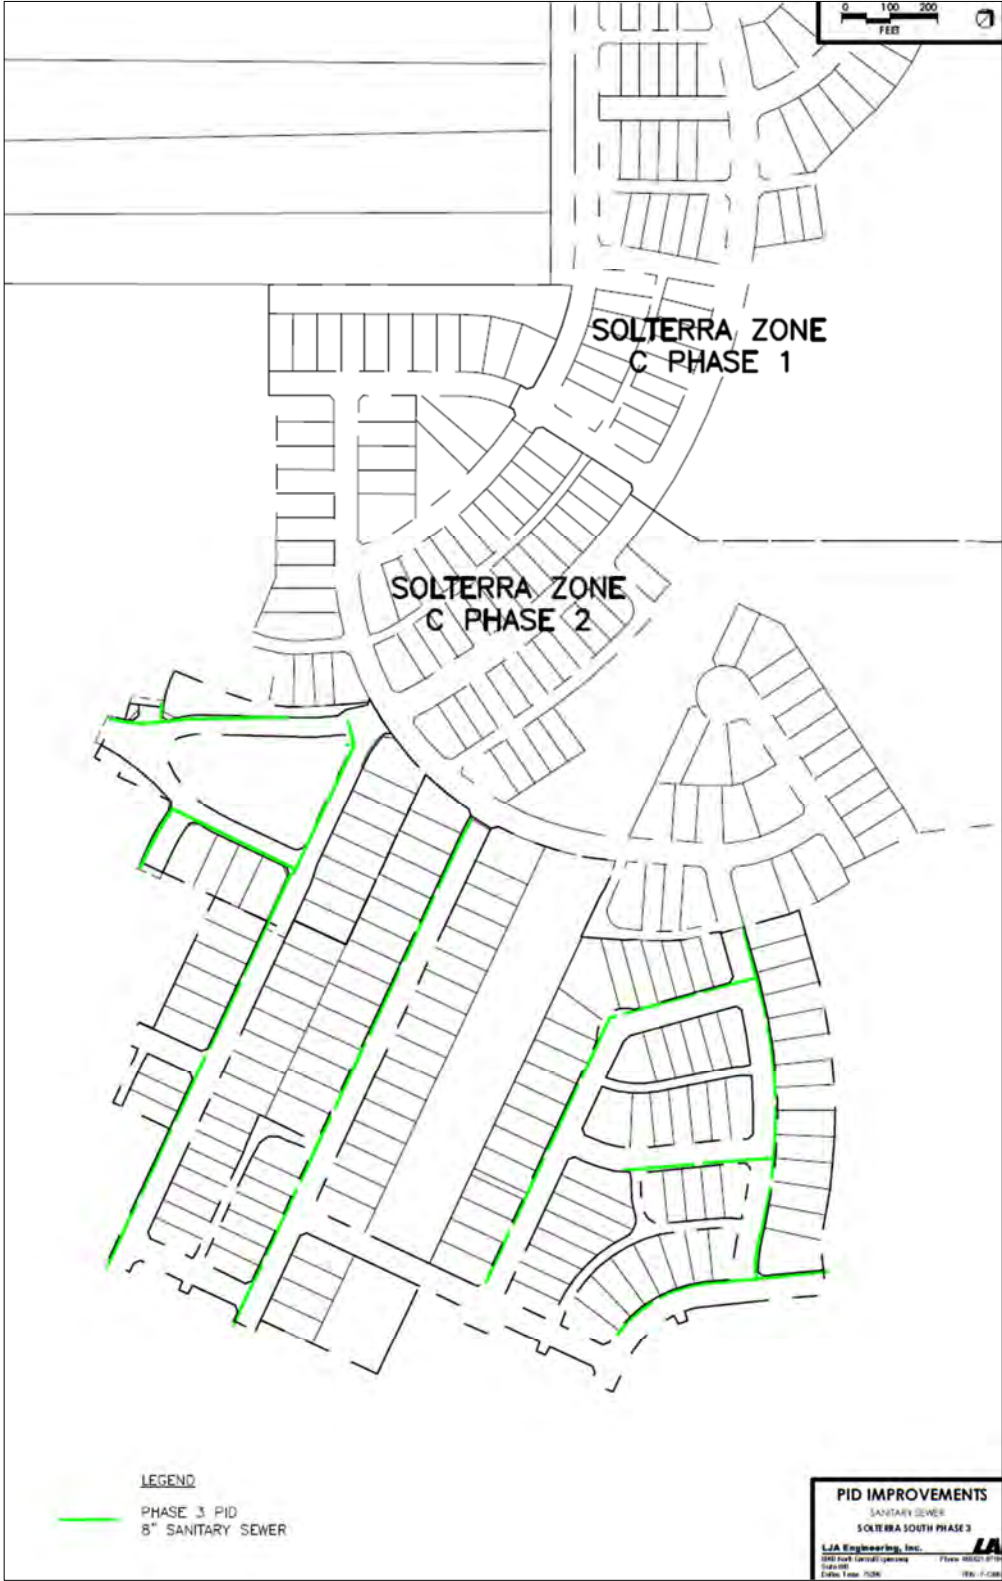 0 100 200
FEET
SOLTERRA ZONE
C PHASE 1
SOLTERRA ZONE
C PHASE 2
LEGEND
PHASE 3 PID
8" SANITARY SEWER
PID IMPROVEMENTS
SANITARY SEWER
SOLTERRA SOUTH PHASE 3
LJA Engineering, Inc.